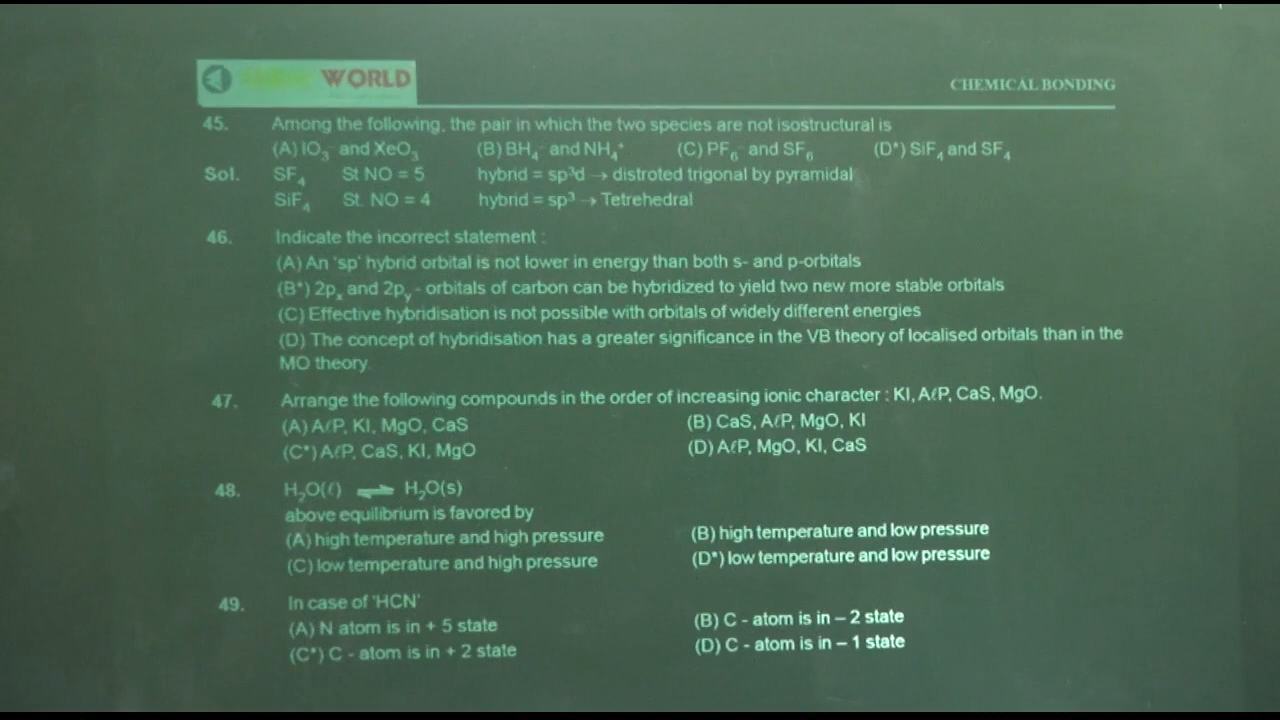 WORLD
CHEMICAL BONDING
45. Among the following, the pair in which the two species are not isostructural is
(A) IO₃⁻ and XeO₃ (B) BH₄⁻ and NH₄⁺ (C) PF₆⁻ and SF₆ (D*) SiF₄ and SF₄
Sol. SF₄ St NO = 5 hybrid = sp³d → distroted trigonal by pyramidal
SiF₄ St. NO = 4 hybrid = sp³ → Tetrehedral
46. Indicate the incorrect statement :
(A) An 'sp' hybrid orbital is not lower in energy than both s- and p-orbitals
(B*) 2pₓ and 2pᵧ - orbitals of carbon can be hybridized to yield two new more stable orbitals
(C) Effective hybridisation is not possible with orbitals of widely different energies
(D) The concept of hybridisation has a greater significance in the VB theory of localised orbitals than in the
MO theory.
47. Arrange the following compounds in the order of increasing ionic character : KI, AℓP, CaS, MgO.
(A) AℓP, KI, MgO, CaS (B) CaS, AℓP, MgO, KI
(C*) AℓP, CaS, KI, MgO (D) AℓP, MgO, KI, CaS
48. H₂O(ℓ) ⇌ H₂O(s)
above equilibrium is favored by
(A) high temperature and high pressure (B) high temperature and low pressure
(C) low temperature and high pressure (D*) low temperature and low pressure
49. In case of 'HCN'
(A) N atom is in + 5 state (B) C - atom is in – 2 state
(C*) C - atom is in + 2 state (D) C - atom is in – 1 state